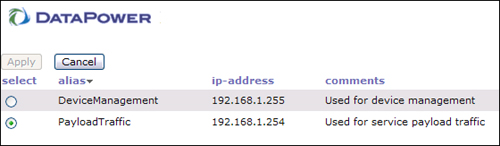 DATAPOWER
Apply Cancel
select alias ip-address comments
DeviceManagement 192.168.1.255 Used for device management
PayloadTraffic 192.168.1.254 Used for service payload traffic